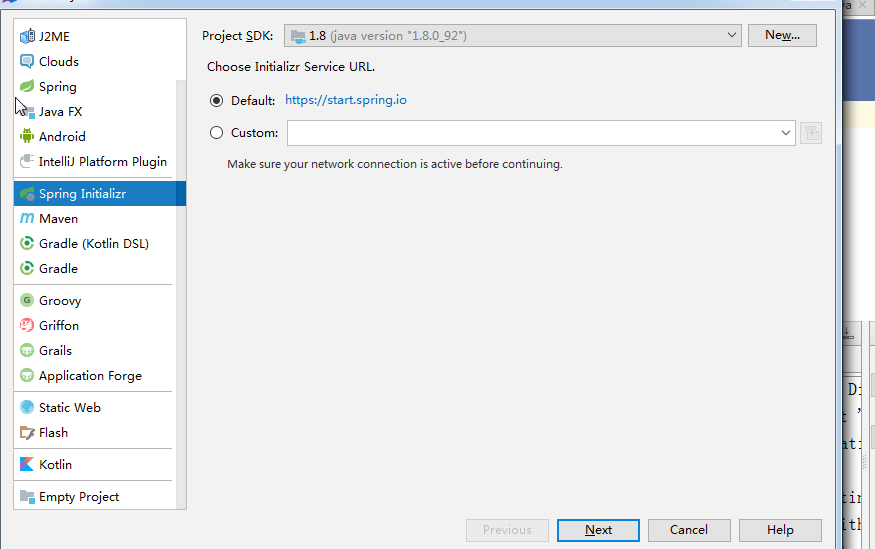 J2ME
Clouds
Spring
Java FX
Android
IntelliJ Platform Plugin
Spring Initializr
Maven
Gradle (Kotlin DSL)
Gradle
Groovy
Griffon
Grails
Application Forge
Static Web
Flash
Kotlin
Empty Project
Project SDK: 1.8 (java version "1.8.0_92") New...
Choose Initializr Service URL.
Default: https://start.spring.io
Custom:
Make sure your network connection is active before continuing.
Previous Next Cancel Help